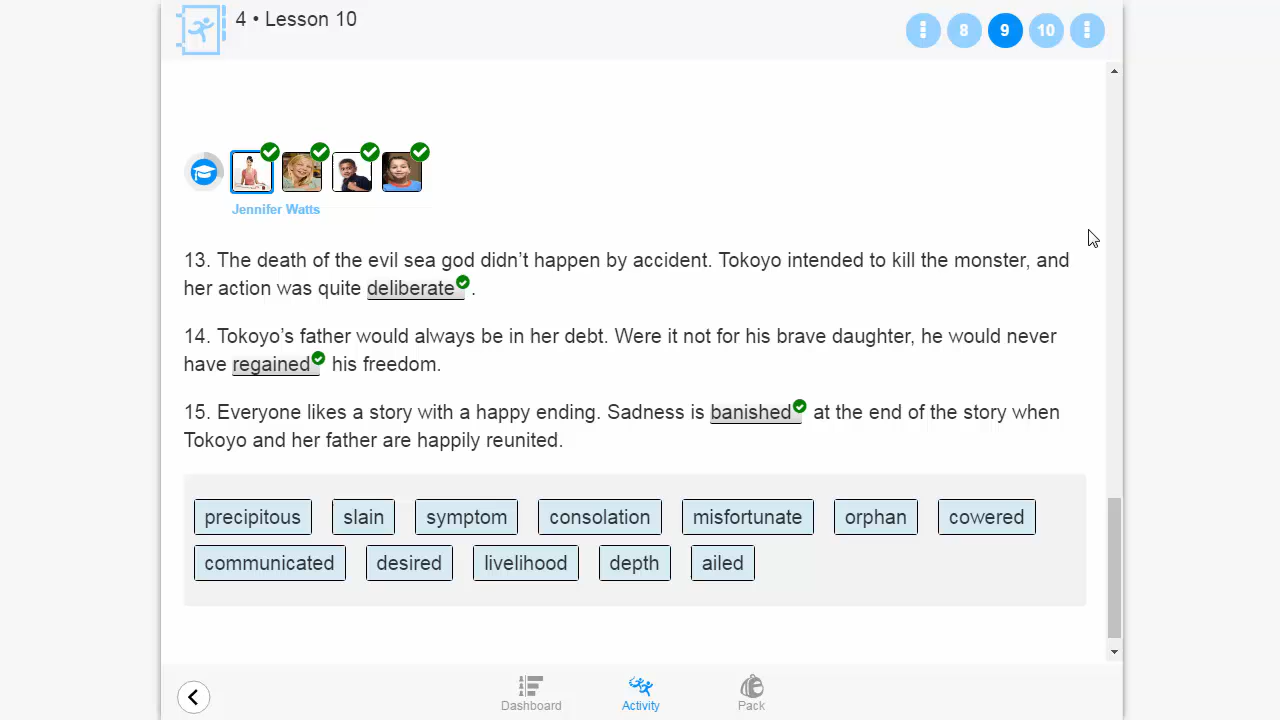 4 • Lesson 10
8 9 10
Jennifer Watts
13. The death of the evil sea god didn’t happen by accident. Tokoyo intended to kill the monster, and
her action was quite deliberate .
14. Tokoyo’s father would always be in her debt. Were it not for his brave daughter, he would never
have regained his freedom.
15. Everyone likes a story with a happy ending. Sadness is banished at the end of the story when
Tokoyo and her father are happily reunited.
precipitous slain symptom consolation misfortunate orphan cowered
communicated desired livelihood depth ailed
Dashboard Activity Pack